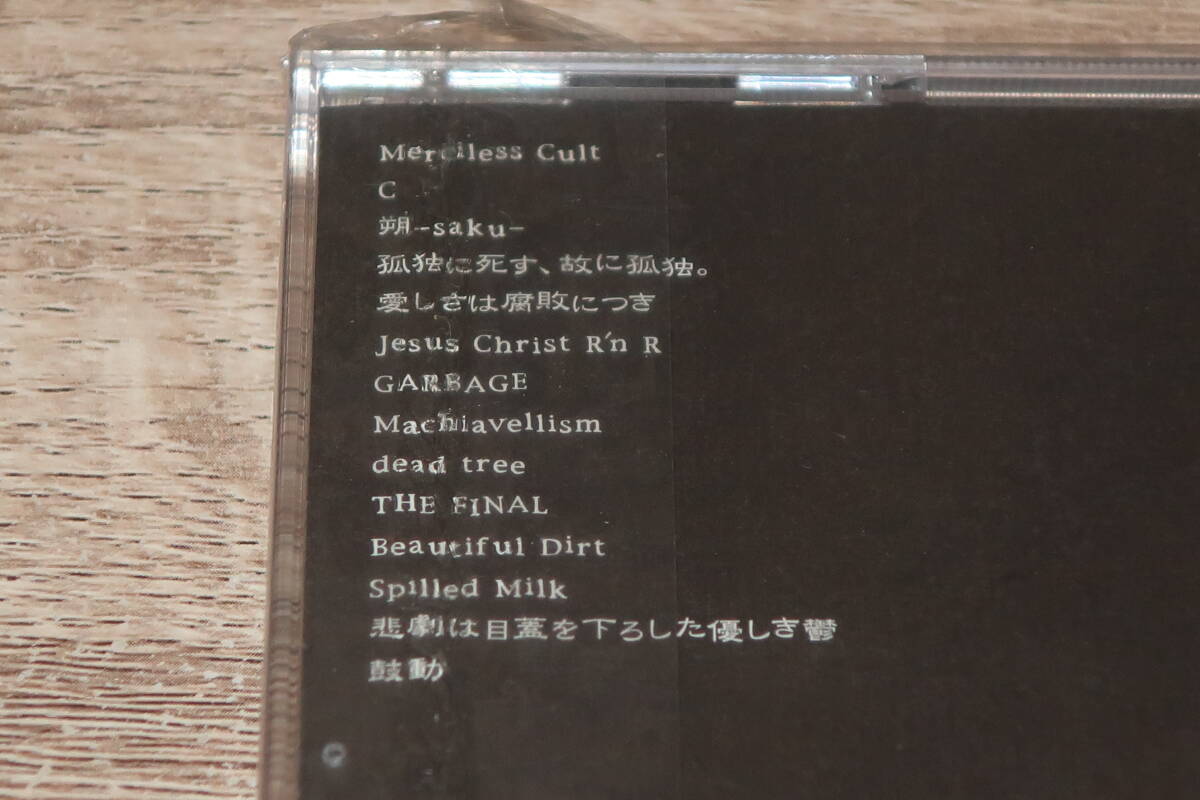 Merciless Cult
C
朔-saku-
孤独に死す、故に孤独。
愛しさは腐敗につき
Jesus Christ R'n R
GARBAGE
Machiavellism
dead tree
THE FINAL
Beautiful Dirt
Spilled Milk
悲劇は目蓋を下ろした優しき鬱
鼓動